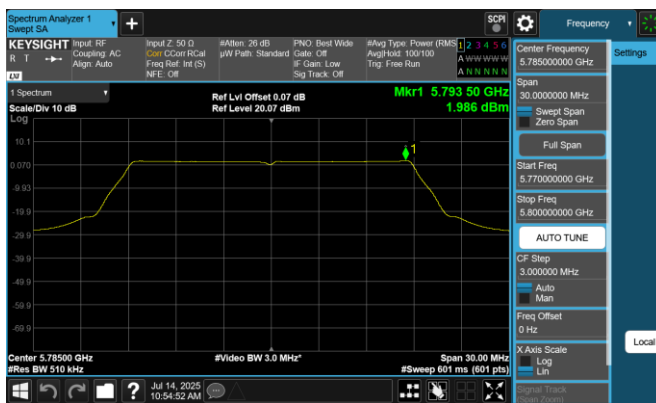 Spectrum Analyzer 1
Swept SA
SCPI
Frequency
KEYSIGHT
R T
LNI
Input: RF
Coupling: AC
Align: Auto
Input Z: 50 Ω
Corr CCorr RCal
Freq Ref: Int (S)
NFE: Off
#Atten: 26 dB
µW Path: Standard
PNO: Best Wide
Gate: Off
IF Gain: Low
Sig Track: Off
#Avg Type: Power (RMS)
Avg|Hold: 100/100
Trig: Free Run
1 2 3 4 5 6
A W W W W W
A N N N N N
1 Spectrum
Scale/Div 10 dB
Log
Ref Lvl Offset 0.07 dB
Ref Level 20.07 dBm
Mkr1 5.793 50 GHz
1.986 dBm
1
10.1
0.070
-9.93
-19.9
-29.9
-39.9
-49.9
-59.9
-69.9
Center 5.78500 GHz
#Res BW 510 kHz
#Video BW 3.0 MHz*
Span 30.00 MHz
#Sweep 601 ms (601 pts)
Jul 14, 2025
10:54:52 AM
Center Frequency
5.785000000 GHz
Settings
Span
30.0000000 MHz
Swept Span
Zero Span
Full Span
Start Freq
5.770000000 GHz
Stop Freq
5.800000000 GHz
AUTO TUNE
CF Step
3.000000 MHz
Auto
Man
Freq Offset
0 Hz
X Axis Scale
Log
Lin
Local
Signal Track
(Span Zoom)